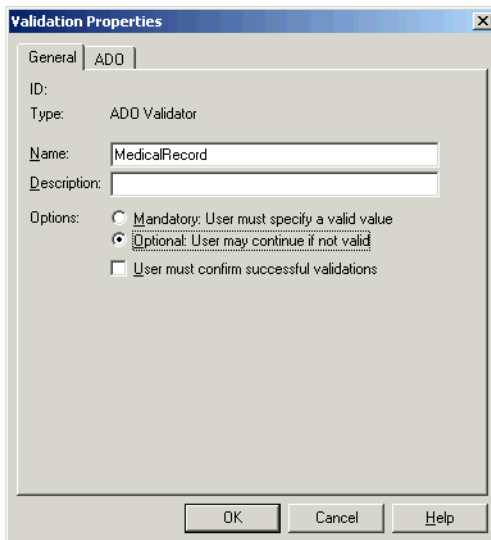 Validation Properties
General
ADO
ID:
Type: ADO Validator
Name: MedicalRecord
Description:
Options: Mandatory: User must specify a valid value
Optional: User may continue if not valid
User must confirm successful validations
OK Cancel Help